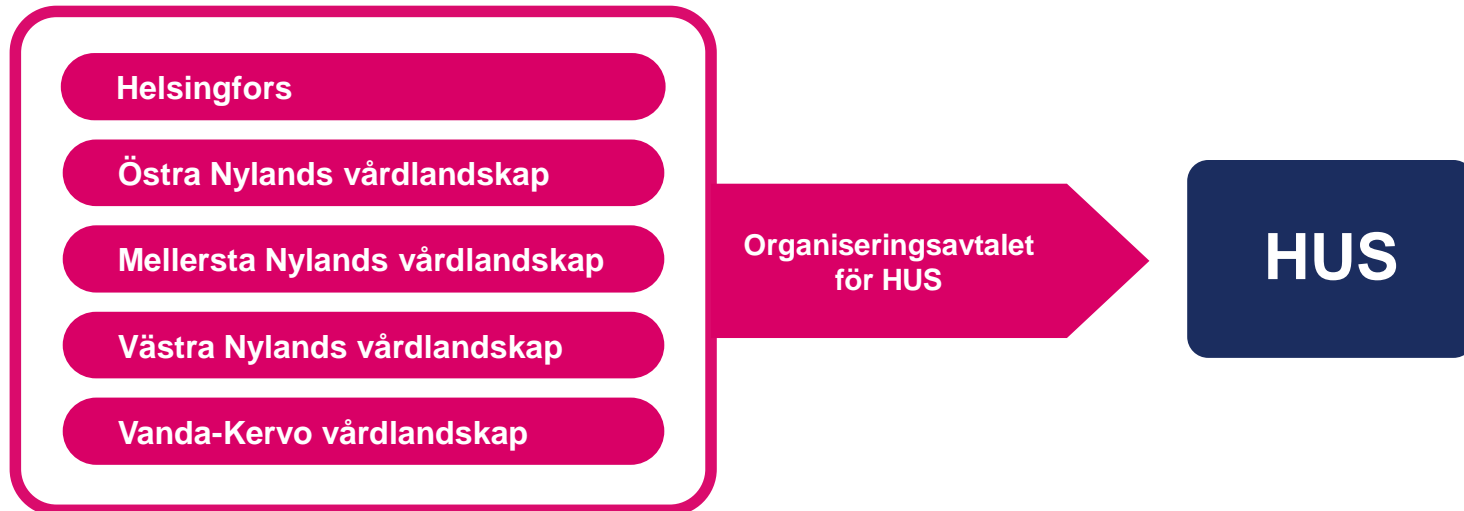 Helsingfors
Östra Nylands vårdlandskap
Mellersta Nylands vårdlandskap
Västra Nylands vårdlandskap
Vanda-Kervo vårdlandskap
Organiseringsavtalet
för HUS
HUS